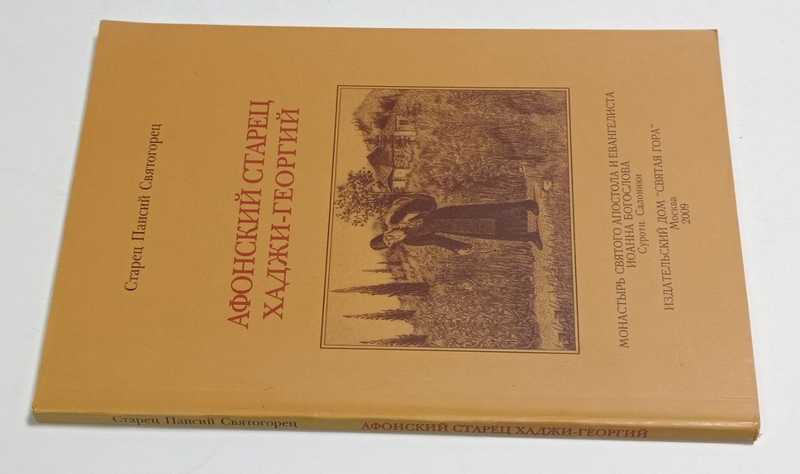 Старец Паисий Святогорец
АФОНСКИЙ СТАРЕЦ
ХАДЖИ-ГЕОРГИЙ
МОНАСТЫРЬ СВЯТОГО АПОСТОЛА И ЕВАНГЕЛИСТА
ИОАННА БОГОСЛОВА
Суроти. Салоники
ИЗДАТЕЛЬСКИЙ ДОМ "СВЯТАЯ ГОРА"
Москва
2009
Старец Паисий Святогорец АФОНСКИЙ СТАРЕЦ ХАДЖИ-ГЕОРГИЙ